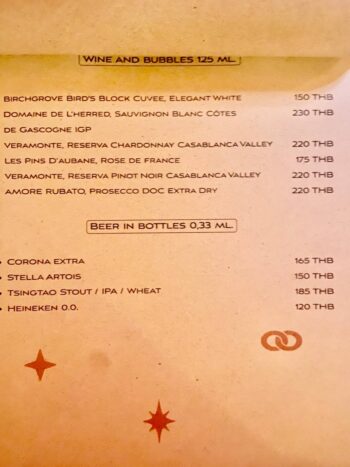 WINE AND BUBBLES 125 ML.
BIRCHGROVE BIRD'S BLOCK CUVEE, ELEGANT WHITE 150 THB
DOMAINE DE L'HERRED, SAUVIGNON BLANC CÔTES 230 THB
DE GASCOGNE IGP
VERAMONTE, RESERVA CHARDONNAY CASABLANCA VALLEY 220 THB
LES PINS D'AUBANE, ROSE DE FRANCE 175 THB
VERAMONTE, RESERVA PINOT NOIR CASABLANCA VALLEY 220 THB
AMORE RUBATO, PROSECCO DOC EXTRA DRY 220 THB
BEER IN BOTTLES 0,33 ML.
• CORONA EXTRA 165 THB
• STELLA ARTOIS 150 THB
• TSINGTAO STOUT / IPA / WHEAT 185 THB
• HEINEKEN 0.0. 120 THB